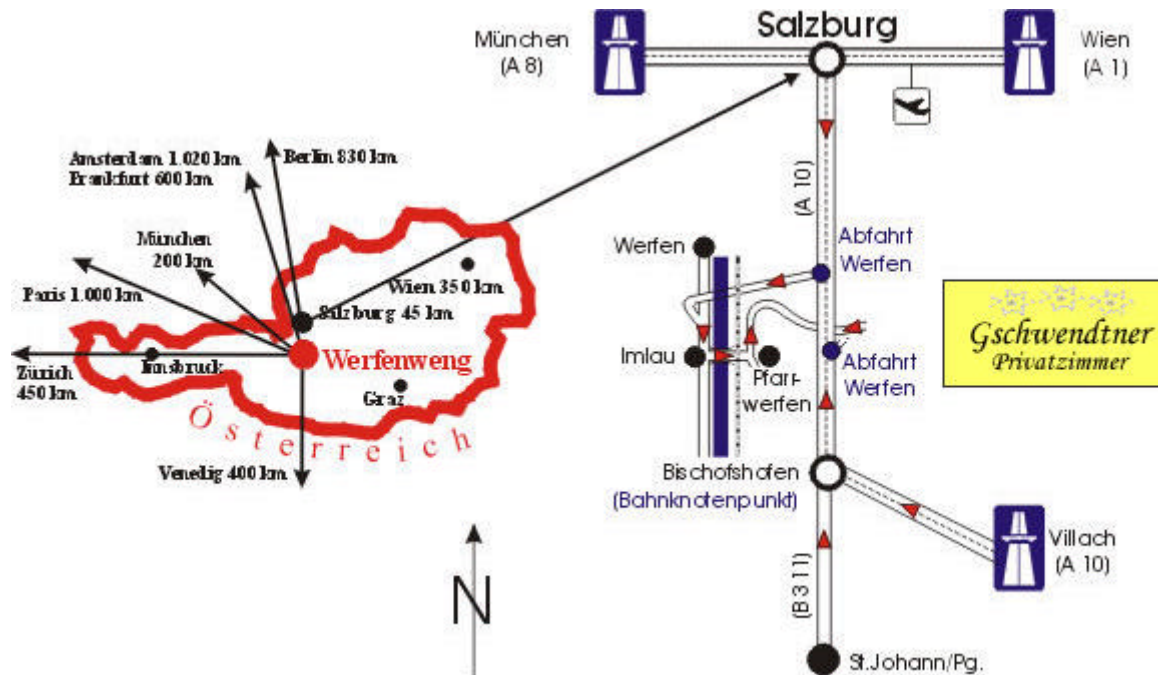 München
(A 8)
Salzburg
Wien
(A 1)
Amsterdam 1.020 km
Frankfurt 600 km
Berlin 830 km
München
200 km
Paris 1.000 km
Wien 350 km
Salzburg 45 km
Werfenweng
Innsbruck
Zürich
450 km
Graz
Österreich
Venedig 400 km
N
(A 10)
Werfen
Abfahrt
Werfen
Imlau
Pfarr-
werfen
Abfahrt
Werfen
Gschwendtner
Privatzimmer
Bischofshofen
(Bahnknotenpunkt)
Villach
(A 10)
(B 311)
St.Johann/Pg.